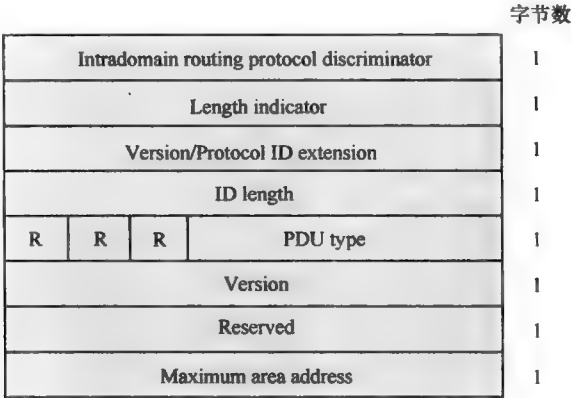 字节数
Intradomain routing protocol discriminator 1
Length indicator 1
Version/Protocol ID extension 1
ID length 1
R R R PDU type 1
Version 1
Reserved 1
Maximum area address 1